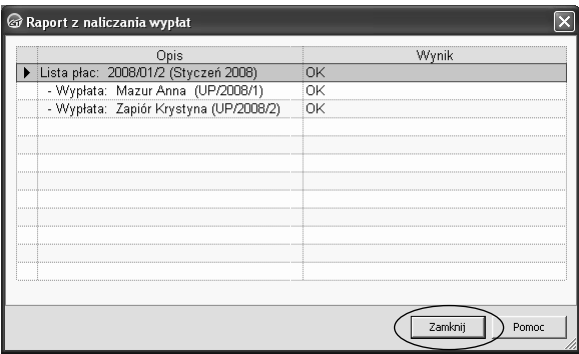 Raport z naliczania wypłat
Opis Wynik
Lista płac: 2008/01/2 (Styczeń 2008) OK
- Wypłata: Mazur Anna (UP/2008/1) OK
- Wypłata: Zapiór Krystyna (UP/2008/2) OK
Zamknij Pomoc